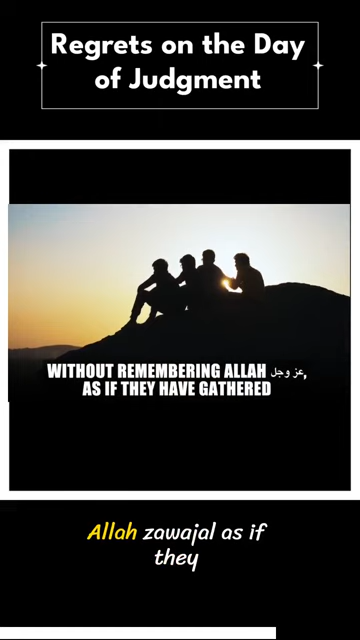 Regrets on the Day
of Judgment
WITHOUT REMEMBERING ALLAH عز وجل,
AS IF THEY HAVE GATHERED
Allah zawajal as if
they